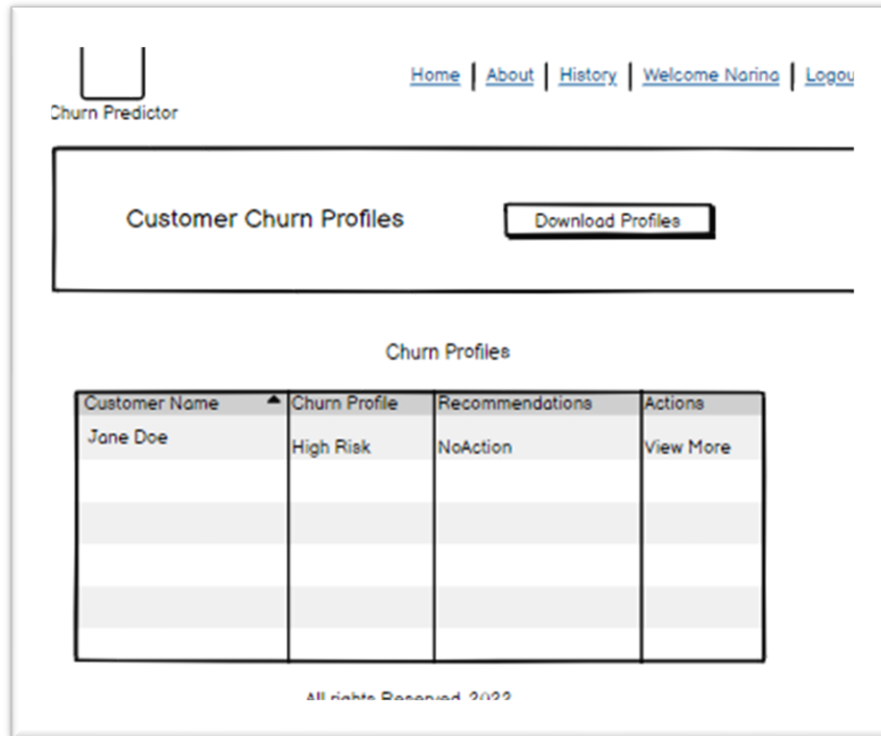 Home | About | History | Welcome Narina | Logou
Churn Predictor
Customer Churn Profiles
Download Profiles
Churn Profiles
Customer Name Churn Profile Recommendations Actions
Jane Doe High Risk NoAction View More
All rights Reserved 2022